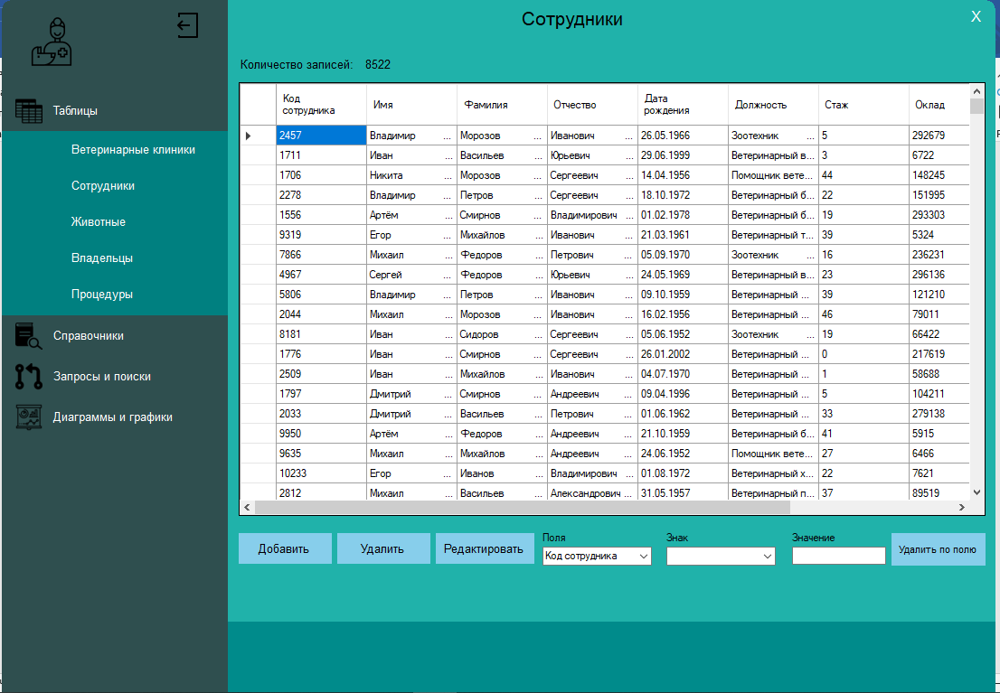 Сотрудники
X
Количество записей: 8522
Таблицы
Ветеринарные клиники
Сотрудники
Животные
Владельцы
Процедуры
Справочники
Запросы и поиски
Диаграммы и графики
Код сотрудника Имя Фамилия Отчество Дата рождения Должность Стаж Оклад
2457 Владимир ... Морозов ... Иванович ... 26.05.1966 Зоотехник ... 5 292679
1711 Иван ... Васильев ... Юрьевич ... 29.06.1999 Ветеринарный в... 3 6722
1706 Никита ... Морозов ... Сергеевич ... 14.04.1956 Помощник вете... 44 148245
2278 Владимир ... Петров ... Сергеевич ... 18.10.1972 Ветеринарный б... 22 151995
1556 Артём ... Смирнов ... Владимирович ... 01.02.1978 Ветеринарный б... 19 293303
9319 Егор ... Михайлов ... Иванович ... 21.03.1961 Ветеринарный т... 39 5324
7866 Михаил ... Федоров ... Петрович ... 05.09.1970 Зоотехник ... 16 236231
4967 Сергей ... Федоров ... Юрьевич ... 24.05.1969 Ветеринарный в... 23 296136
5806 Владимир ... Петров ... Иванович ... 09.10.1959 Ветеринарный ... 39 121210
2044 Михаил ... Морозов ... Иванович ... 16.02.1956 Ветеринарный ... 46 79011
8181 Иван ... Сидоров ... Сергеевич ... 05.06.1952 Зоотехник ... 19 66422
1776 Иван ... Смирнов ... Сергеевич ... 26.01.2002 Ветеринарный ... 0 217619
2509 Иван ... Михайлов ... Иванович ... 04.07.1970 Ветеринарный ... 1 58688
1797 Дмитрий ... Смирнов ... Андреевич ... 09.04.1996 Ветеринарный ... 5 104211
2033 Дмитрий ... Васильев ... Петрович ... 01.06.1962 Ветеринарный ... 33 279138
9950 Артём ... Федоров ... Андреевич ... 21.10.1959 Ветеринарный б... 41 5915
9635 Михаил ... Михайлов ... Андреевич ... 24.06.1952 Помощник вете... 27 6466
10233 Егор ... Иванов ... Владимирович ... 01.08.1972 Ветеринарный х... 22 7621
2812 Михаил ... Васильев ... Александрович ... 31.05.1957 Ветеринарный п... 37 89519
Добавить Удалить Редактировать
Поля Знак Значение
Код сотрудника
Удалить по полю